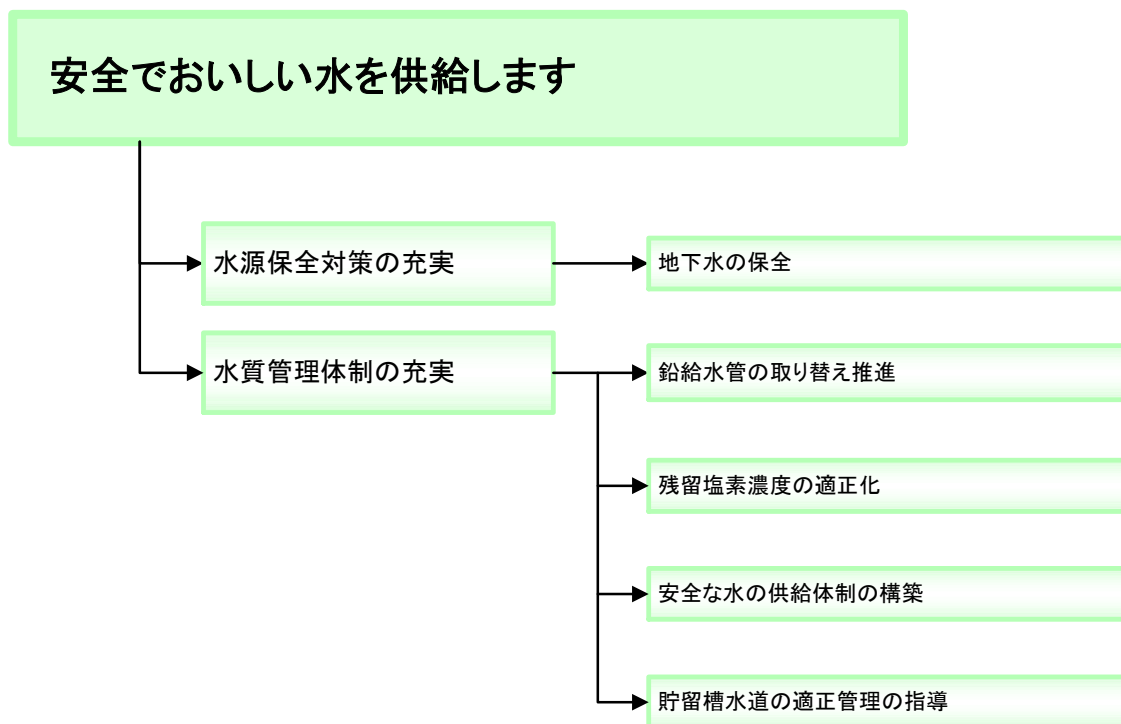 安全でおいしい水を供給します
水源保全対策の充実
地下水の保全
水質管理体制の充実
鉛給水管の取り替え推進
残留塩素濃度の適正化
安全な水の供給体制の構築
貯留槽水道の適正管理の指導